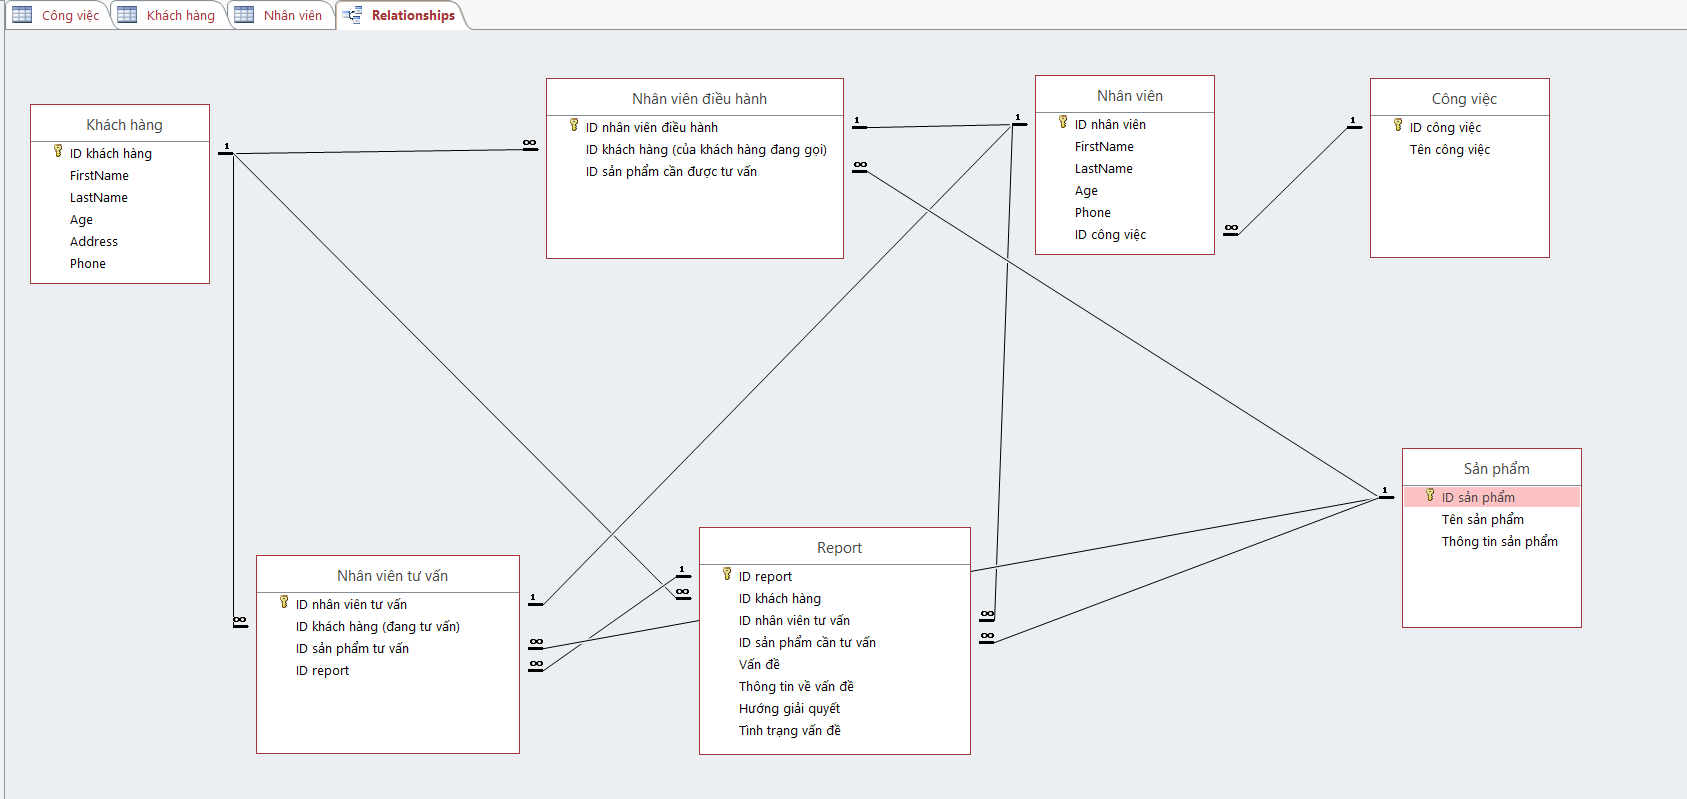 Công việc
Khách hàng
Nhân viên
Relationships
Khách hàng
ID khách hàng
FirstName
LastName
Age
Address
Phone
Nhân viên điều hành
ID nhân viên điều hành
ID khách hàng (của khách hàng đang gọi)
ID sản phẩm cần được tư vấn
Nhân viên
ID nhân viên
FirstName
LastName
Age
Phone
ID công việc
Công việc
ID công việc
Tên công việc
Nhân viên tư vấn
ID nhân viên tư vấn
ID khách hàng (đang tư vấn)
ID sản phẩm tư vấn
ID report
Report
ID report
ID khách hàng
ID nhân viên tư vấn
ID sản phẩm cần tư vấn
Vấn đề
Thông tin về vấn đề
Hướng giải quyết
Tình trạng vấn đề
Sản phẩm
ID sản phẩm
Tên sản phẩm
Thông tin sản phẩm
1
∞
1
∞
1
1
∞
∞
1
∞
∞
1
∞
∞
∞
1